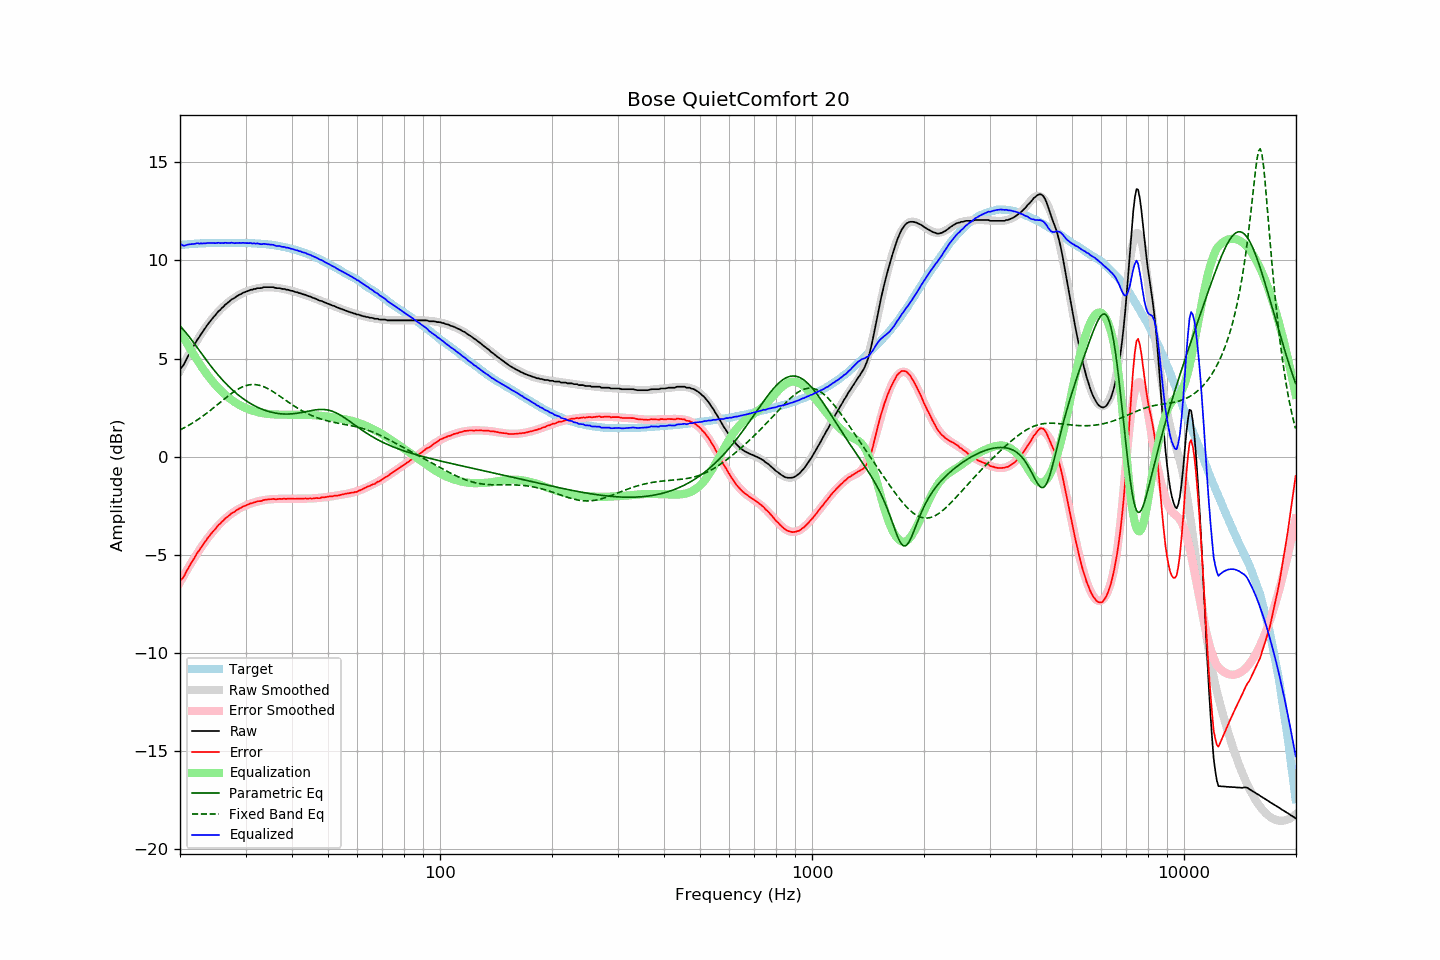 Bose QuietComfort 20
Amplitude (dBr)
15
10
5
0
−5
−10
−15
−20
100
1000
10000
Frequency (Hz)
Target
Raw Smoothed
Error Smoothed
Raw
Error
Equalization
Parametric Eq
Fixed Band Eq
Equalized